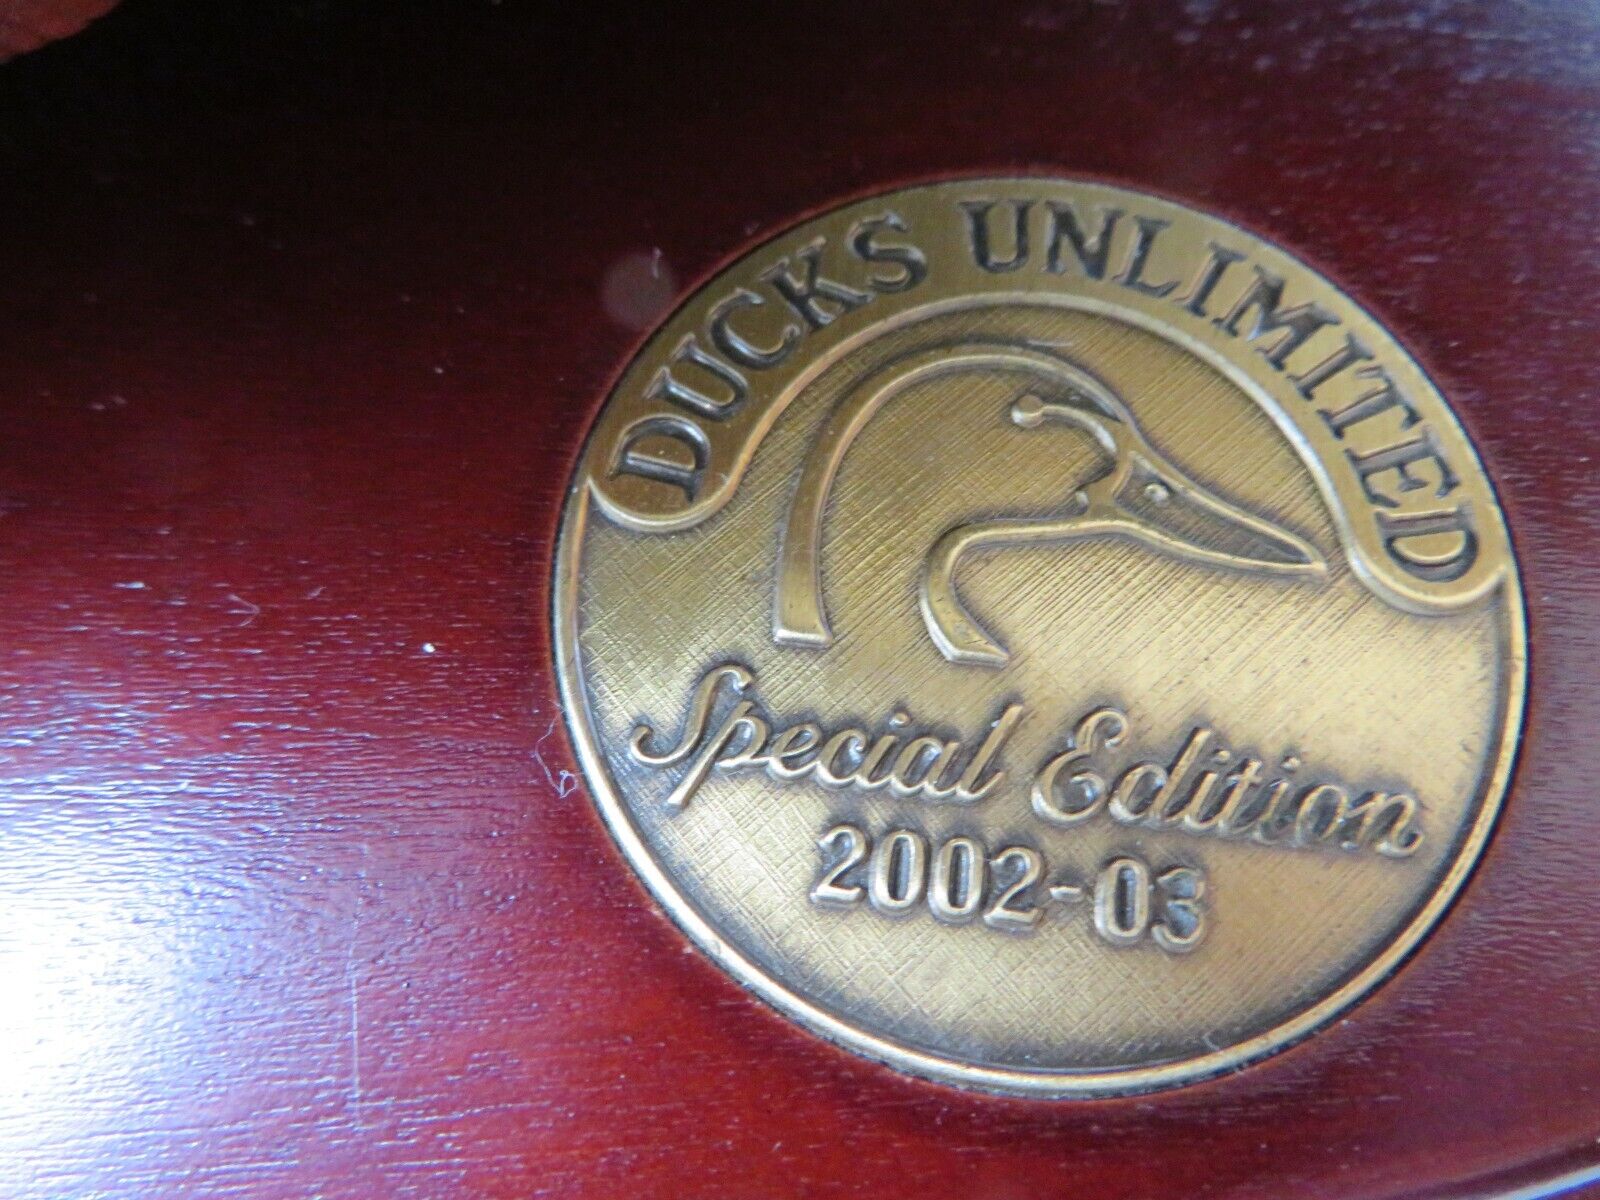 DUCKS UNLIMITED
Special Edition
2002-03